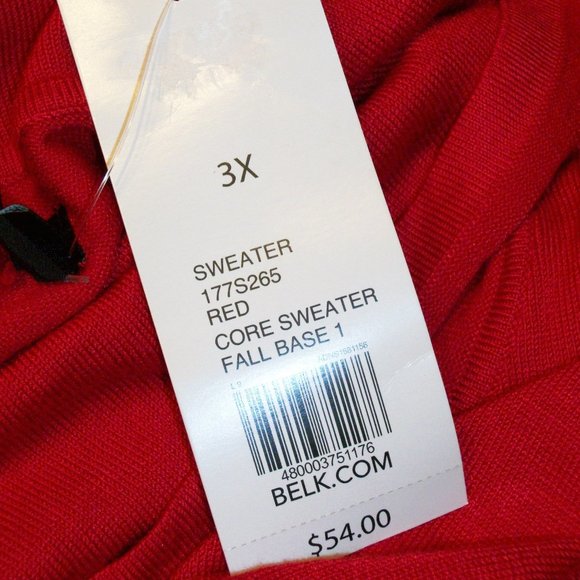 3X
SWEATER
177S265
RED
CORE SWEATER
FALL BASE 1
480003751176
BELK.COM
$54.00